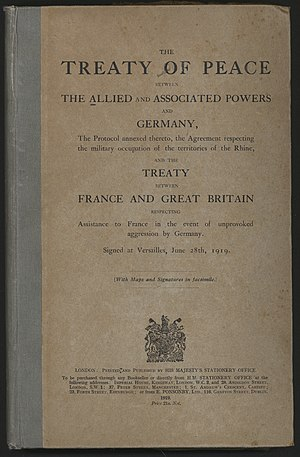 THE
TREATY OF PEACE
BETWEEN
THE ALLIED AND ASSOCIATED POWERS
AND
GERMANY,
The Protocol annexed thereto, the Agreement respecting
the military occupation of the territories of the Rhine,
AND THE
TREATY
BETWEEN
FRANCE AND GREAT BRITAIN
RESPECTING
Assistance to France in the event of unprovoked
aggression by Germany.
Signed at Versailles, June 28th, 1919.
(With Maps and Signatures in facsimile.)
LONDON: PRINTED AND PUBLISHED BY HIS MAJESTY'S STATIONERY OFFICE
To be purchased through any Bookseller or directly from H.M. STATIONERY OFFICE at the
following addresses: IMPERIAL HOUSE, KINGSWAY, LONDON, W.C. 2, and 28, ABINGDON STREET,
LONDON, S.W. 1; 37, PETER STREET, MANCHESTER; 1, ST. ANDREW'S CRESCENT, CARDIFF;
23, FORTH STREET, EDINBURGH; or from E. PONSONBY, LTD., 116, GRAFTON STREET, DUBLIN.
1919.
Price 21s. Net.